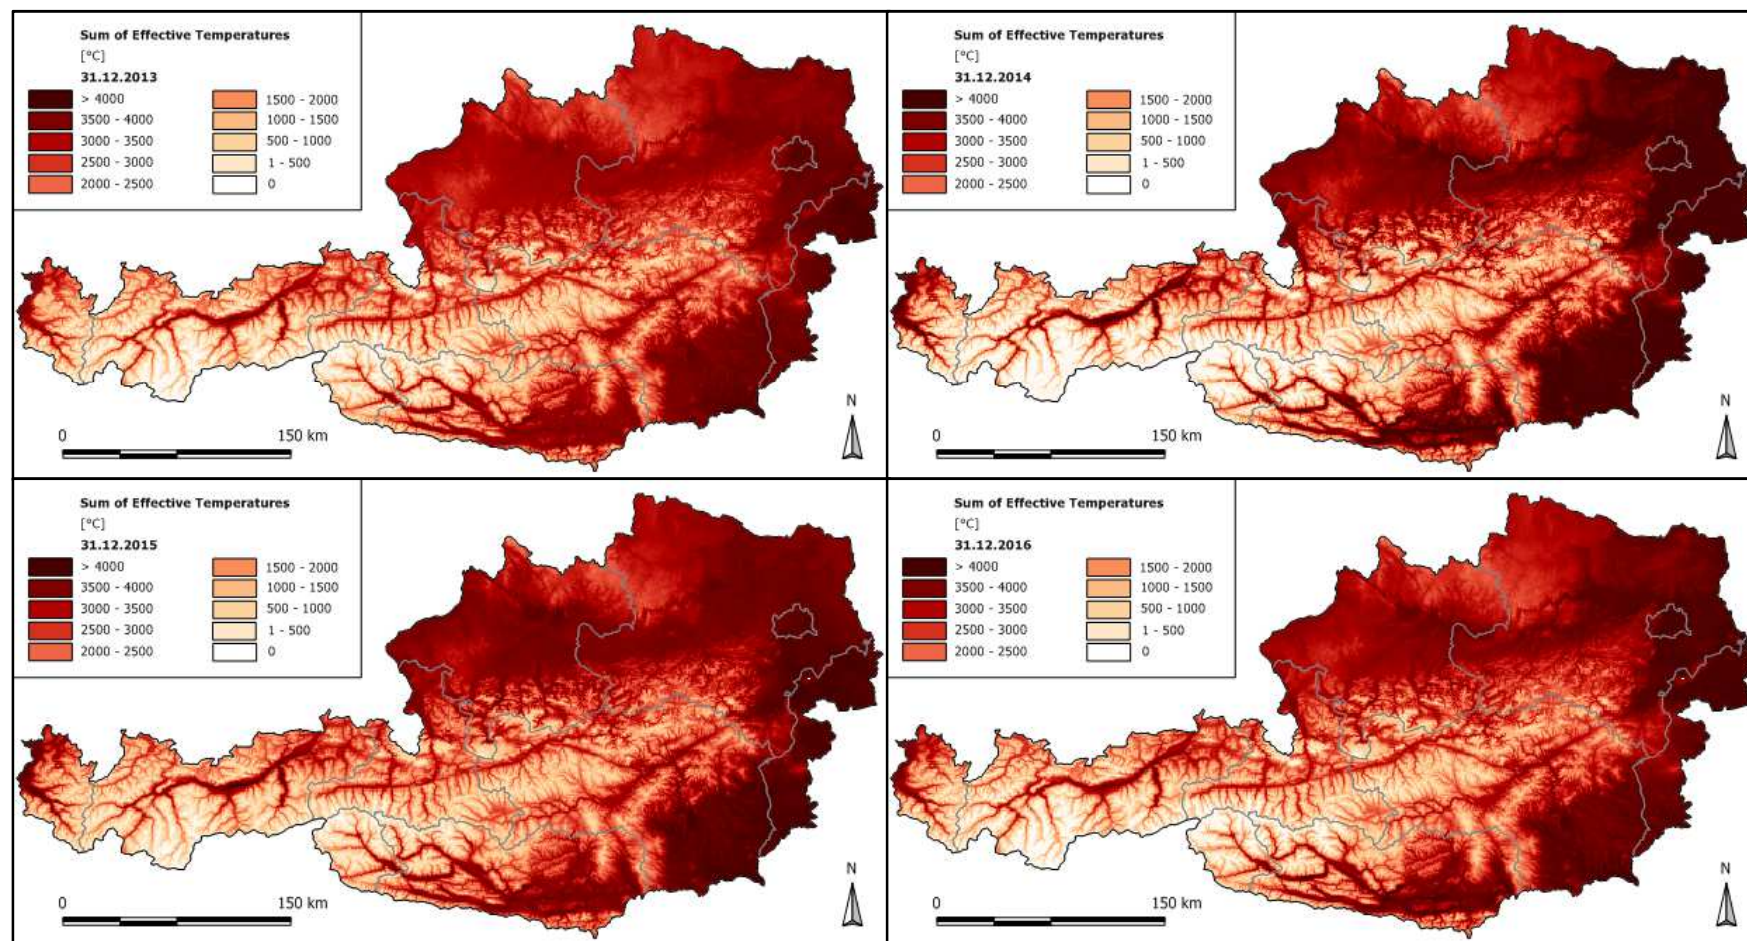 Sum of Effective Temperatures
[°C]
31.12.2013
> 4000
3500 - 4000
3000 - 3500
2500 - 3000
2000 - 2500
1500 - 2000
1000 - 1500
500 - 1000
1 - 500
0
0 150 km
N
Sum of Effective Temperatures
[°C]
31.12.2014
> 4000
3500 - 4000
3000 - 3500
2500 - 3000
2000 - 2500
1500 - 2000
1000 - 1500
500 - 1000
1 - 500
0
0 150 km
N
Sum of Effective Temperatures
[°C]
31.12.2015
> 4000
3500 - 4000
3000 - 3500
2500 - 3000
2000 - 2500
1500 - 2000
1000 - 1500
500 - 1000
1 - 500
0
0 150 km
N
Sum of Effective Temperatures
[°C]
31.12.2016
> 4000
3500 - 4000
3000 - 3500
2500 - 3000
2000 - 2500
1500 - 2000
1000 - 1500
500 - 1000
1 - 500
0
0 150 km
N